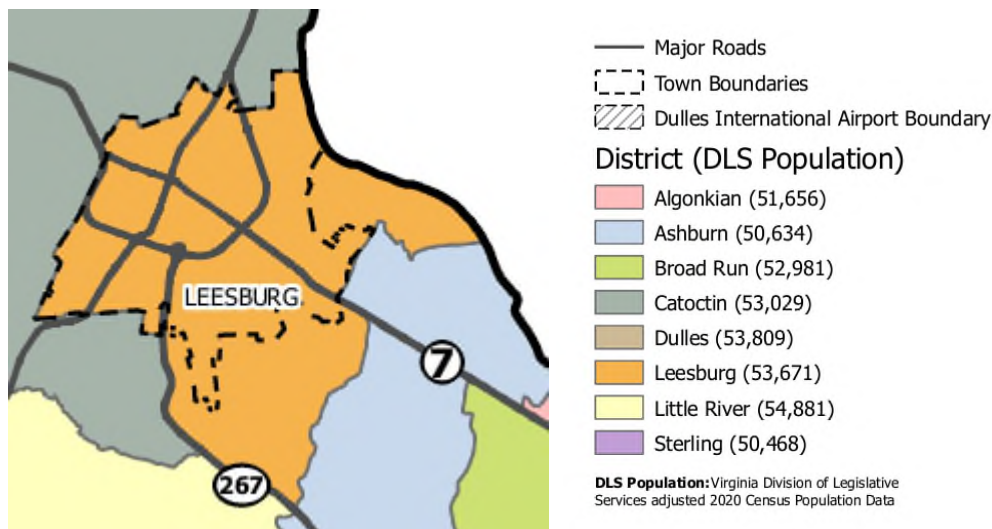 LEESBURG
7
267
Major Roads
Town Boundaries
Dulles International Airport Boundary
District (DLS Population)
Algonkian (51,656)
Ashburn (50,634)
Broad Run (52,981)
Catoctin (53,029)
Dulles (53,809)
Leesburg (53,671)
Little River (54,881)
Sterling (50,468)
DLS Population: Virginia Division of Legislative
Services adjusted 2020 Census Population Data